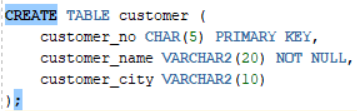 CREATE TABLE customer (
    customer_no CHAR(5) PRIMARY KEY,
    customer_name VARCHAR2(20) NOT NULL,
    customer_city VARCHAR2(10)
);